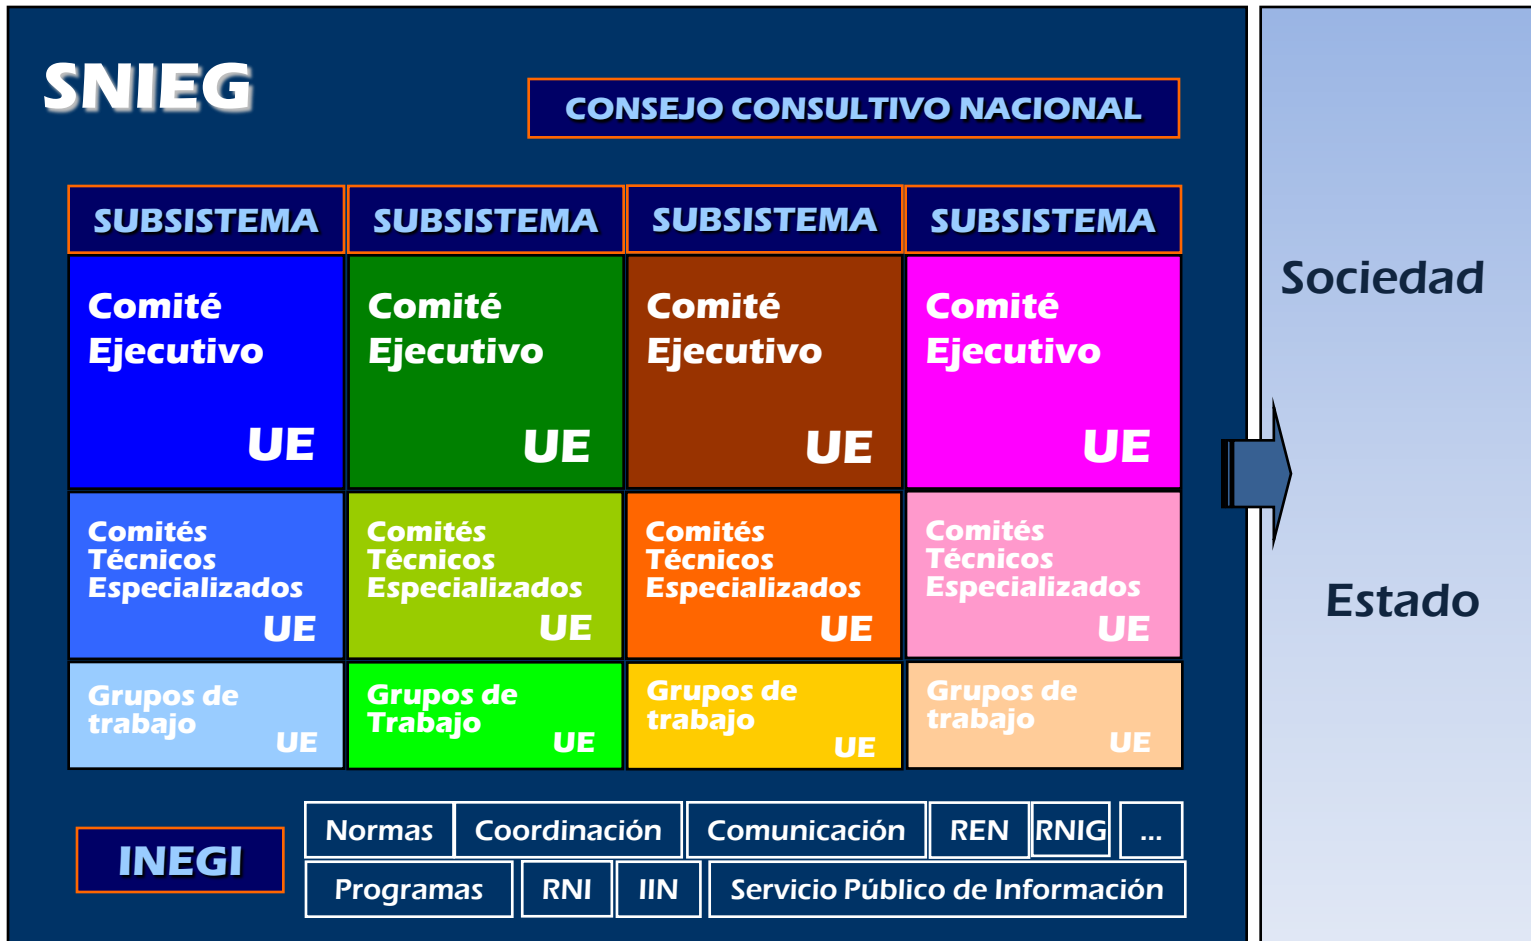 SNIEG
CONSEJO CONSULTIVO NACIONAL
SUBSISTEMA
SUBSISTEMA
SUBSISTEMA
SUBSISTEMA
Comité
Ejecutivo
UE
Comité
Ejecutivo
UE
Comité
Ejecutivo
UE
Comité
Ejecutivo
UE
Comités
Técnicos
Especializados
UE
Comités
Técnicos
Especializados
UE
Comités
Técnicos
Especializados
UE
Comités
Técnicos
Especializados
UE
Grupos de
trabajo
UE
Grupos de
Trabajo
UE
Grupos de
trabajo
UE
Grupos de
trabajo
UE
INEGI
Normas
Coordinación
Comunicación
REN
RNIG
...
Programas
RNI
IIN
Servicio Público de Información
Sociedad
Estado